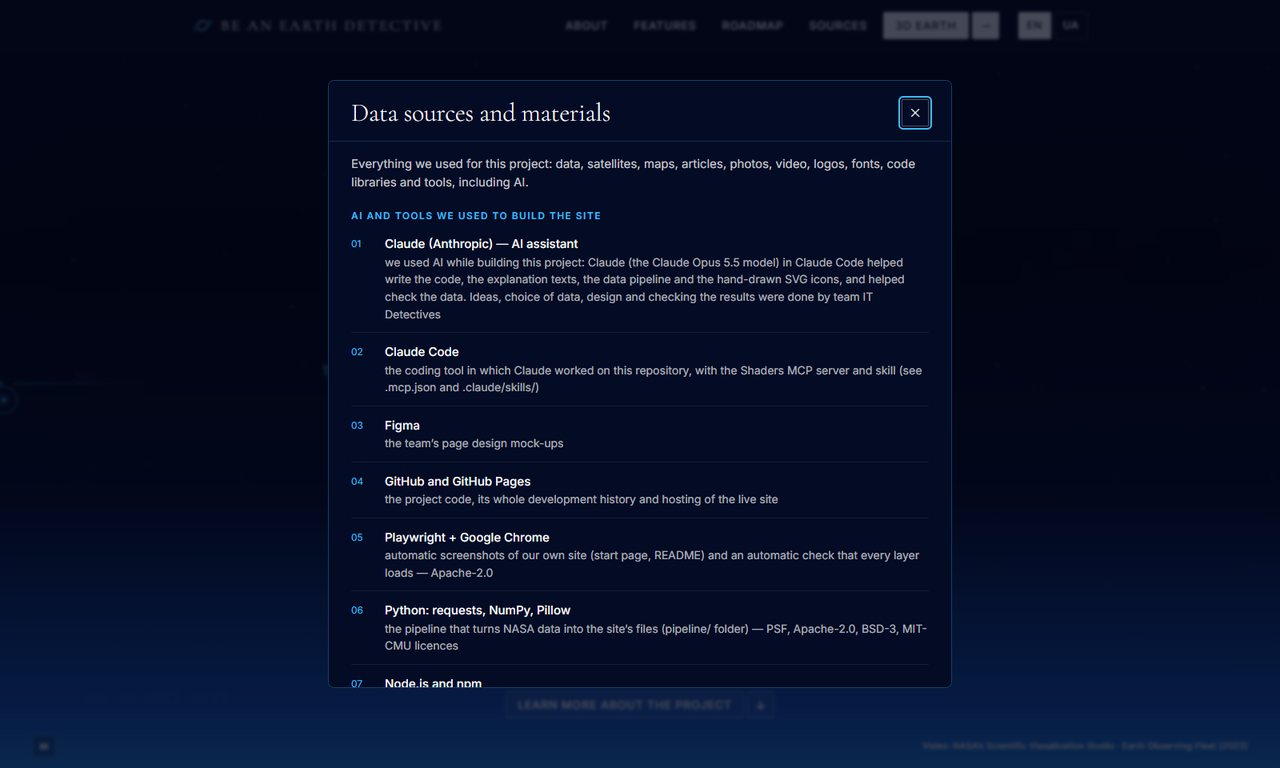 BE AN EARTH DETECTIVE
ABOUT
FEATURES
ROADMAP
SOURCES
3D EARTH
EN
UA
Data sources and materials
Everything we used for this project: data, satellites, maps, articles, photos, video, logos, fonts, code
libraries and tools, including AI.
AI AND TOOLS WE USED TO BUILD THE SITE
01 Claude (Anthropic) — AI assistant
we used AI while building this project: Claude (the Claude Opus 5.5 model) in Claude Code helped
write the code, the explanation texts, the data pipeline and the hand-drawn SVG icons, and helped
check the data. Ideas, choice of data, design and checking the results were done by team IT
Detectives
02 Claude Code
the coding tool in which Claude worked on this repository, with the Shaders MCP server and skill (see
.mcp.json and .claude/skills/)
03 Figma
the team's page design mock-ups
04 GitHub and GitHub Pages
the project code, its whole development history and hosting of the live site
05 Playwright + Google Chrome
automatic screenshots of our own site (start page, README) and an automatic check that every layer
loads — Apache-2.0
06 Python: requests, NumPy, Pillow
the pipeline that turns NASA data into the site's files (pipeline/ folder) — PSF, Apache-2.0, BSD-3, MIT-
CMU licences
07 Node.js and npm
LEARN MORE ABOUT THE PROJECT
Video: NASA's Scientific Visualization Studio · Earth Observing Fleet (2023)